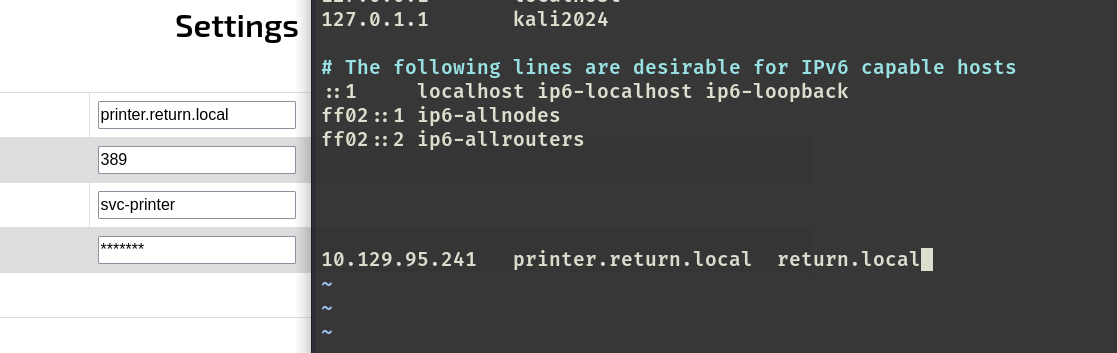 Settings
printer.return.local
389
svc-printer
*******
127.0.1.1 kali2024
# The following lines are desirable for IPv6 capable hosts
::1 localhost ip6-localhost ip6-loopback
ff02::1 ip6-allnodes
ff02::2 ip6-allrouters
10.129.95.241 printer.return.local return.local
~
~
~